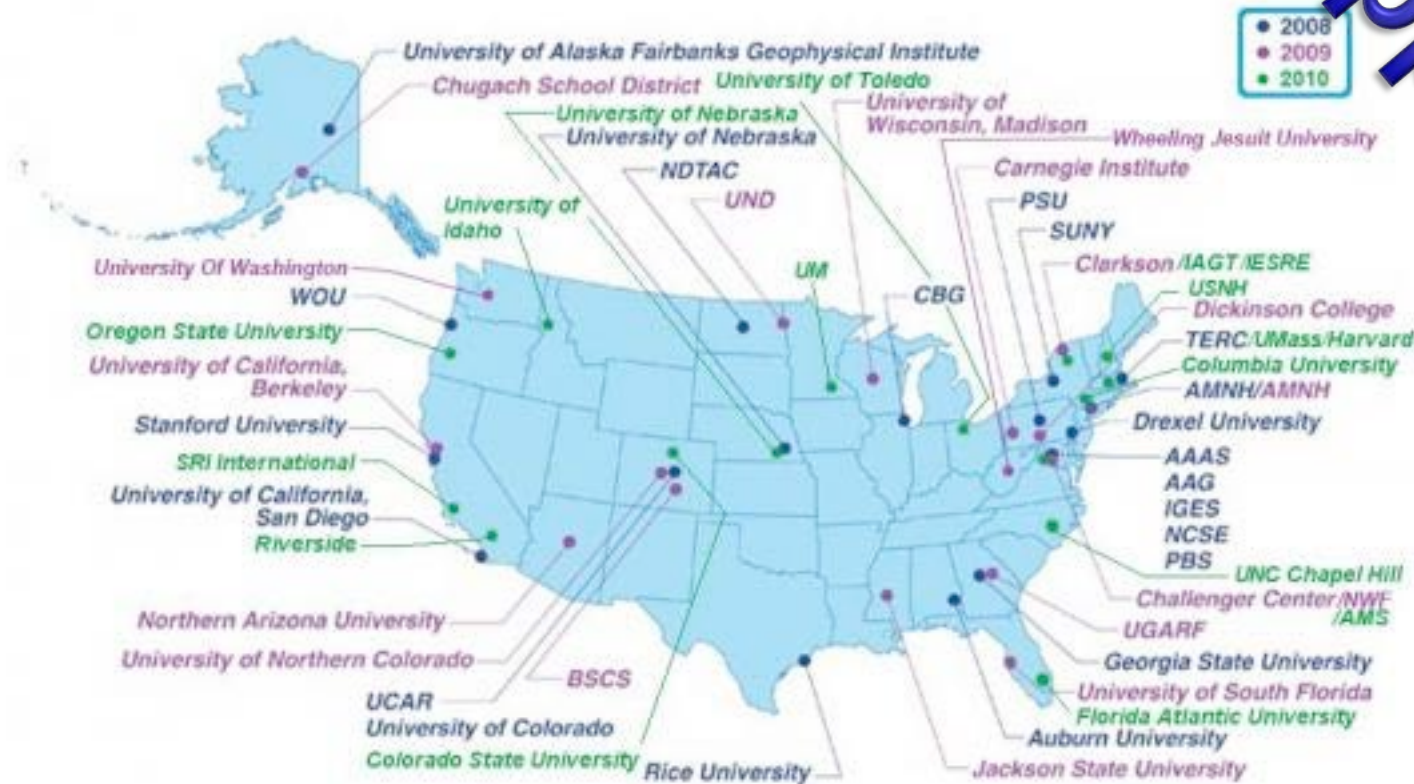 2008
2009
2010
University of Alaska Fairbanks Geophysical Institute
Chugach School District
University of Toledo
University of Nebraska
University of Nebraska
University of
Wisconsin, Madison
Wheeling Jesuit University
NDTAC
Carnegie Institute
UND
PSU
University of
Idaho
SUNY
Clarkson/IAGT/IESRE
University Of Washington
UM
USNH
WOU
CBG
Dickinson College
Oregon State University
TERC/UMass/Harvard
University of California,
Berkeley
Columbia University
AMNH/AMNH
Stanford University
Drexel University
SRI International
AAAS
AAG
IGES
NCSE
PBS
University of California,
San Diego
Riverside
UNC Chapel Hill
Challenger Center/NWF
/AMS
Northern Arizona University
UGARF
University of Northern Colorado
Georgia State University
BSCS
University of South Florida
UCAR
University of Colorado
Florida Atlantic University
Auburn University
Colorado State University
Rice University
Jackson State University